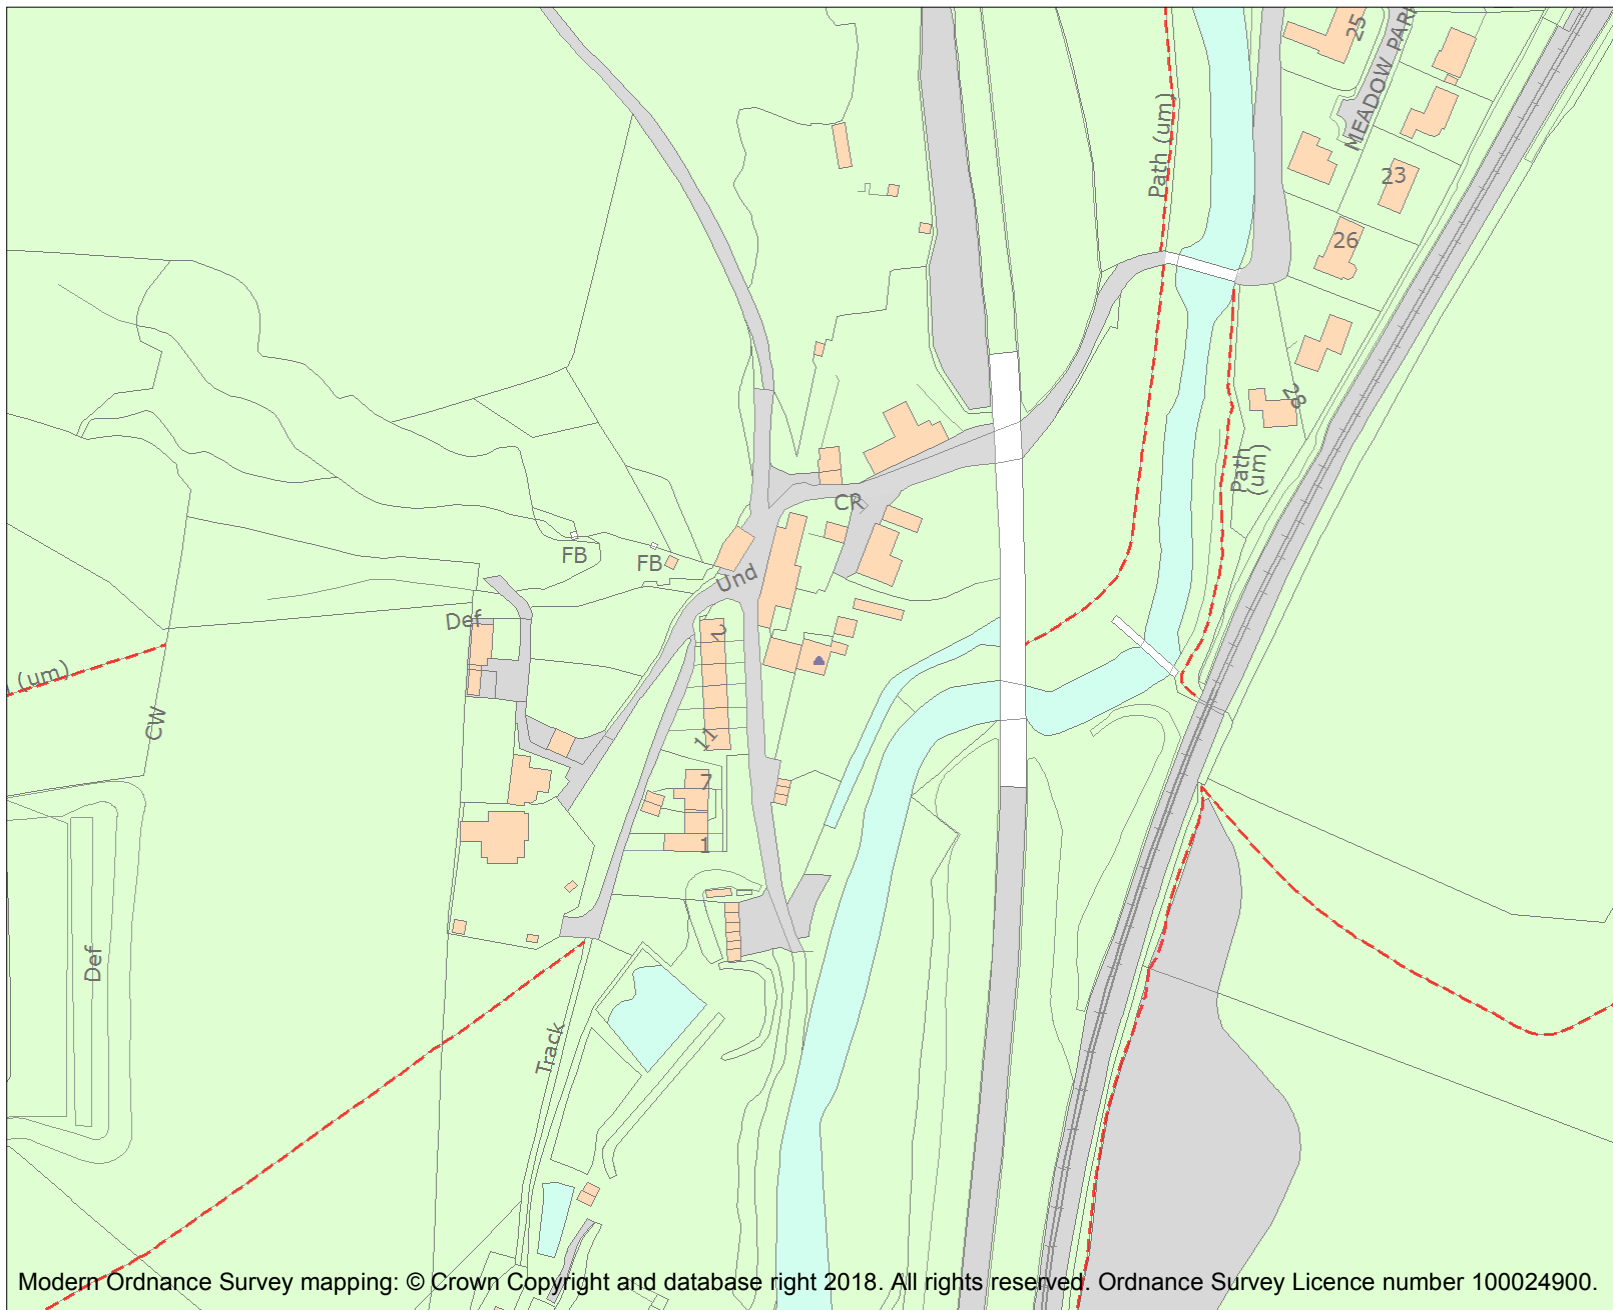 25
MEADOW PARK
Path (um)
23
26
28
Path
(um)
CR
FB
FB
Und
Def
2
(um)
CW
11
7
1
Def
Track
Modern Ordnance Survey mapping: © Crown Copyright and database right 2018. All rights reserved. Ordnance Survey Licence number 100024900.